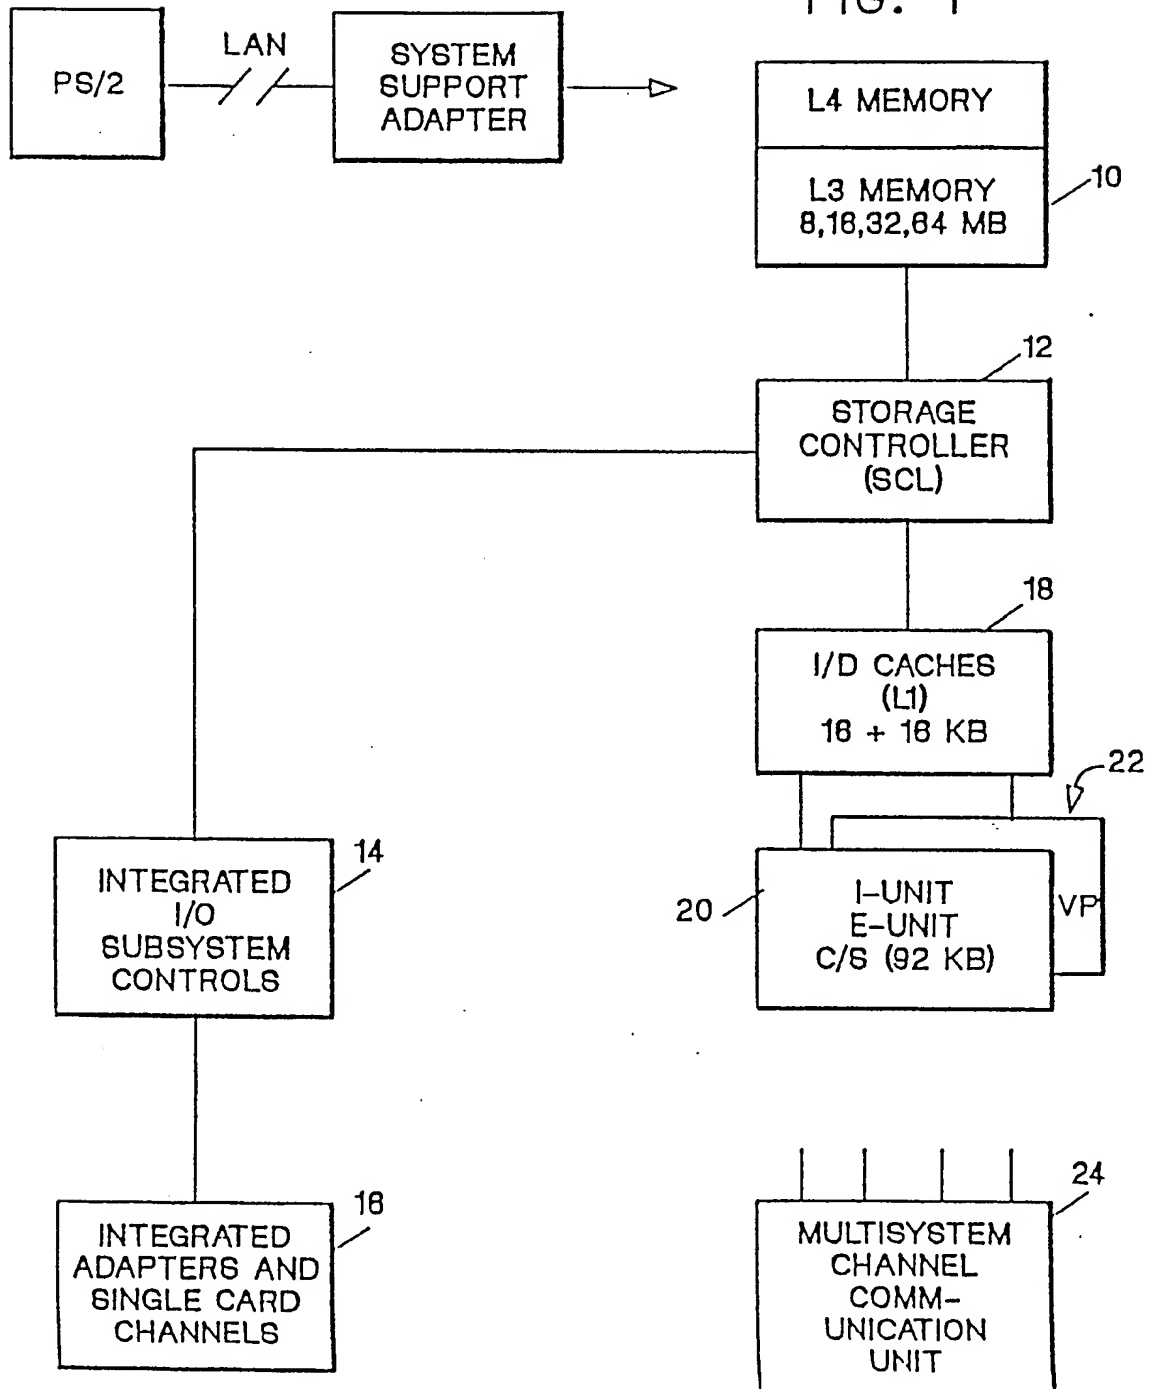 FIG. 1
PS/2
LAN
SYSTEM
SUPPORT
ADAPTER
L4 MEMORY
L3 MEMORY
8,16,32,64 MB
10
12
STORAGE
CONTROLLER
(SCL)
18
I/D CACHES
(L1)
16 + 16 KB
22
14
INTEGRATED
I/O
SUBSYSTEM
CONTROLS
20
I-UNIT
E-UNIT
C/S (92 KB)
VP
16
INTEGRATED
ADAPTERS AND
SINGLE CARD
CHANNELS
24
MULTISYSTEM
CHANNEL
COMM-
UNICATION
UNIT